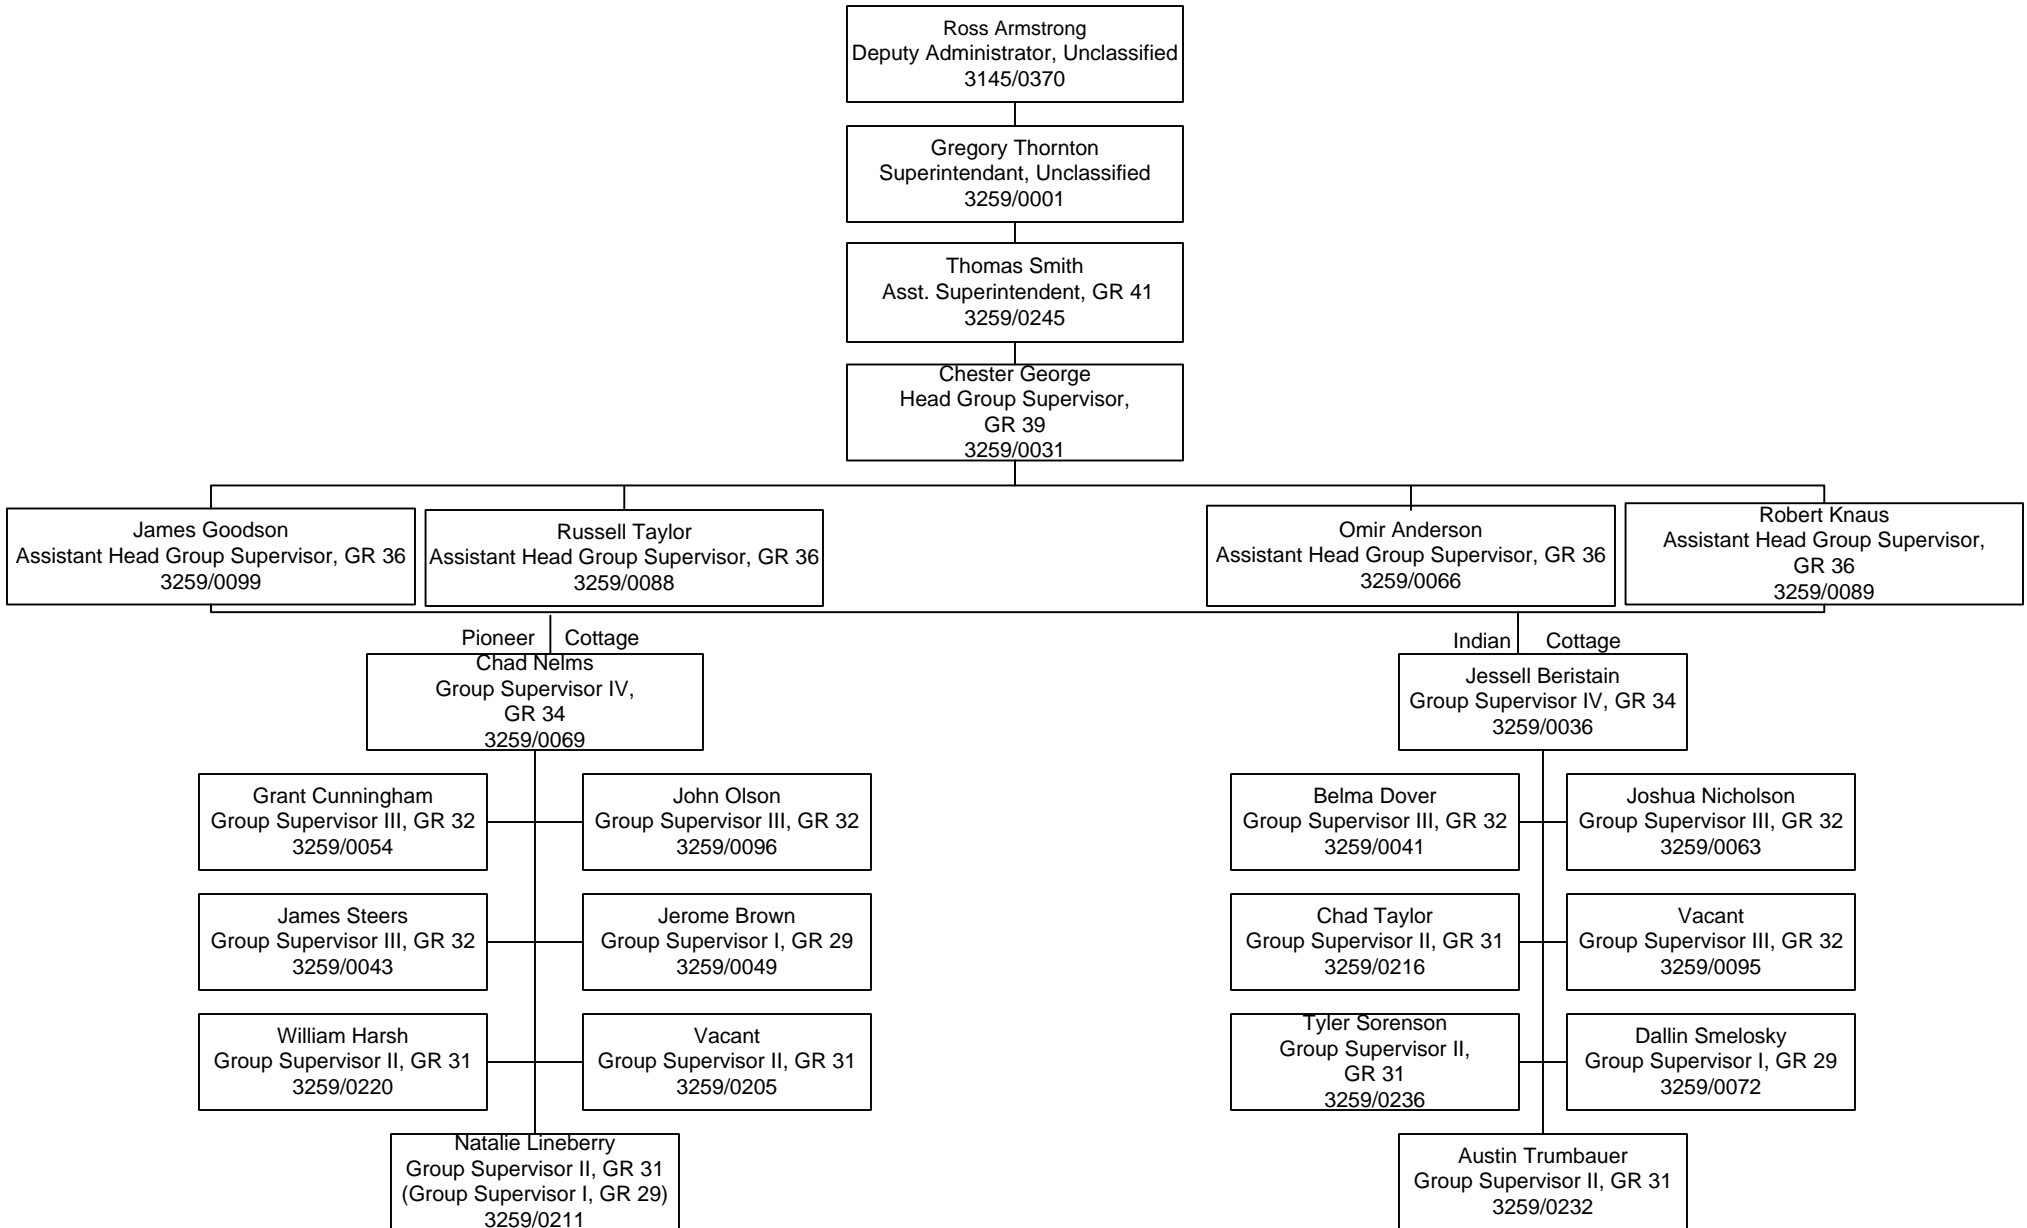 Ross Armstrong
Deputy Administrator, Unclassified
3145/0370
Gregory Thornton
Superintendant, Unclassified
3259/0001
Thomas Smith
Asst. Superintendent, GR 41
3259/0245
Chester George
Head Group Supervisor,
GR 39
3259/0031
James Goodson
Assistant Head Group Supervisor, GR 36
3259/0099
Russell Taylor
Assistant Head Group Supervisor, GR 36
3259/0088
Omir Anderson
Assistant Head Group Supervisor, GR 36
3259/0066
Robert Knaus
Assistant Head Group Supervisor,
GR 36
3259/0089
Pioneer Cottage
Chad Nelms
Group Supervisor IV,
GR 34
3259/0069
Grant Cunningham
Group Supervisor III, GR 32
3259/0054
John Olson
Group Supervisor III, GR 32
3259/0096
James Steers
Group Supervisor III, GR 32
3259/0043
Jerome Brown
Group Supervisor I, GR 29
3259/0049
William Harsh
Group Supervisor II, GR 31
3259/0220
Vacant
Group Supervisor II, GR 31
3259/0205
Natalie Lineberry
Group Supervisor II, GR 31
(Group Supervisor I, GR 29)
3259/0211
Indian Cottage
Jessell Beristain
Group Supervisor IV, GR 34
3259/0036
Belma Dover
Group Supervisor III, GR 32
3259/0041
Joshua Nicholson
Group Supervisor III, GR 32
3259/0063
Chad Taylor
Group Supervisor II, GR 31
3259/0216
Vacant
Group Supervisor III, GR 32
3259/0095
Tyler Sorenson
Group Supervisor II,
GR 31
3259/0236
Dallin Smelosky
Group Supervisor I, GR 29
3259/0072
Austin Trumbauer
Group Supervisor II, GR 31
3259/0232